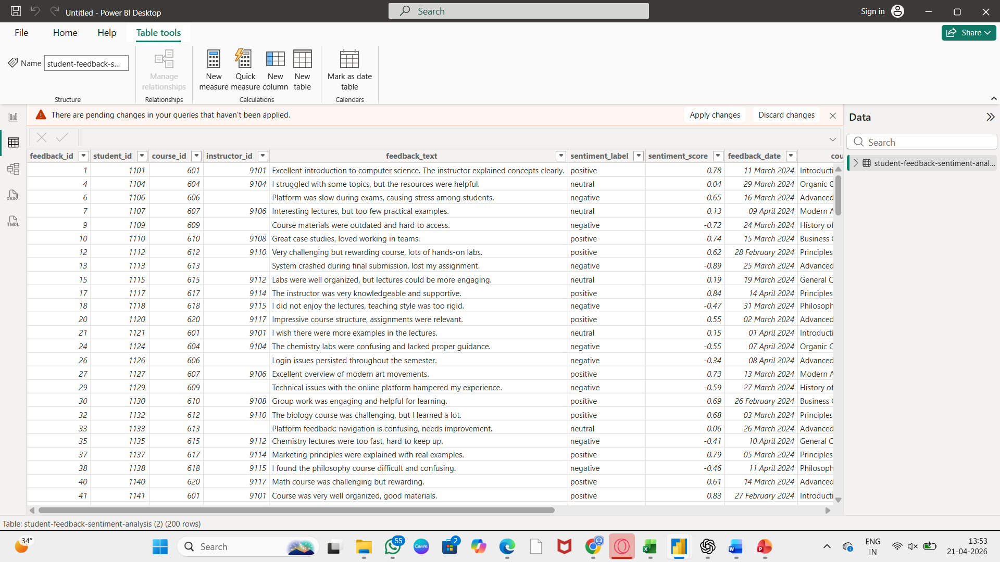 Untitled - Power BI Desktop
Search
Sign in
File Home Help Table tools
Share
Name student-feedback-s...
Manage relationships
New measure
Quick measure
New column
New table
Mark as date table
Structure Relationships Calculations Calendars
There are pending changes in your queries that haven't been applied. Apply changes Discard changes
Data
Search
student-feedback-sentiment-anal...
DAX
TMDL
feedback_id student_id course_id instructor_id feedback_text sentiment_label sentiment_score feedback_date cou
1 1101 601 9101 Excellent introduction to computer science. The instructor explained concepts clearly. positive 0.78 11 March 2024 Introducti
4 1104 604 9104 I struggled with some topics, but the resources were helpful. neutral 0.04 29 March 2024 Organic C
6 1106 606 Platform was slow during exams, causing stress among students. negative -0.65 16 March 2024 Advanced
7 1107 607 9106 Interesting lectures, but too few practical examples. neutral 0.13 09 April 2024 Modern A
9 1109 609 Course materials were outdated and hard to access. negative -0.72 24 March 2024 History of
10 1110 610 9108 Great case studies, loved working in teams. positive 0.74 15 March 2024 Business C
12 1112 612 9110 Very challenging but rewarding course, lots of hands-on labs. positive 0.62 28 February 2024 Principles
13 1113 613 System crashed during final submission, lost my assignment. negative -0.89 25 March 2024 Advanced
15 1115 615 9112 Labs were well organized, but lectures could be more engaging. neutral 0.19 19 March 2024 General C
17 1117 617 9114 The instructor was very knowledgeable and supportive. positive 0.84 14 April 2024 Principles
18 1118 618 9115 I did not enjoy the lectures, teaching style was too rigid. negative -0.47 31 March 2024 Philosoph
20 1120 620 9117 Impressive course structure, assignments were relevant. positive 0.55 02 March 2024 Advanced
21 1121 601 9101 I wish there were more examples in the lectures. neutral 0.15 01 April 2024 Introducti
24 1124 604 9104 The chemistry labs were confusing and lacked proper guidance. negative -0.55 07 April 2024 Organic C
26 1126 606 Login issues persisted throughout the semester. negative -0.34 08 April 2024 Advanced
27 1127 607 9106 Excellent overview of modern art movements. positive 0.73 13 March 2024 Modern A
29 1129 609 Technical issues with the online platform hampered my experience. negative -0.59 27 March 2024 History of
30 1130 610 9108 Group work was engaging and helpful for learning. positive 0.69 26 February 2024 Business C
32 1132 612 9110 The biology course was challenging, but I learned a lot. positive 0.68 03 March 2024 Principles
33 1133 613 Platform feedback: navigation is confusing, needs improvement. neutral 0.06 26 March 2024 Advanced
35 1135 615 9112 Chemistry lectures were too fast, hard to keep up. negative -0.41 10 April 2024 General C
37 1137 617 9114 Marketing principles were explained with real examples. positive 0.79 05 March 2024 Principles
38 1138 618 9115 I found the philosophy course difficult and confusing. negative -0.46 11 April 2024 Philosoph
40 1140 620 9117 Math course was challenging but rewarding. positive 0.61 14 March 2024 Advanced
41 1141 601 9101 Course was very well organized, good materials. positive 0.83 27 February 2024 Introducti
Table: student-feedback-sentiment-analysis (2) (200 rows)
34°
Search
55
Canva
2
ENG
IN
13:53
21-04-2026